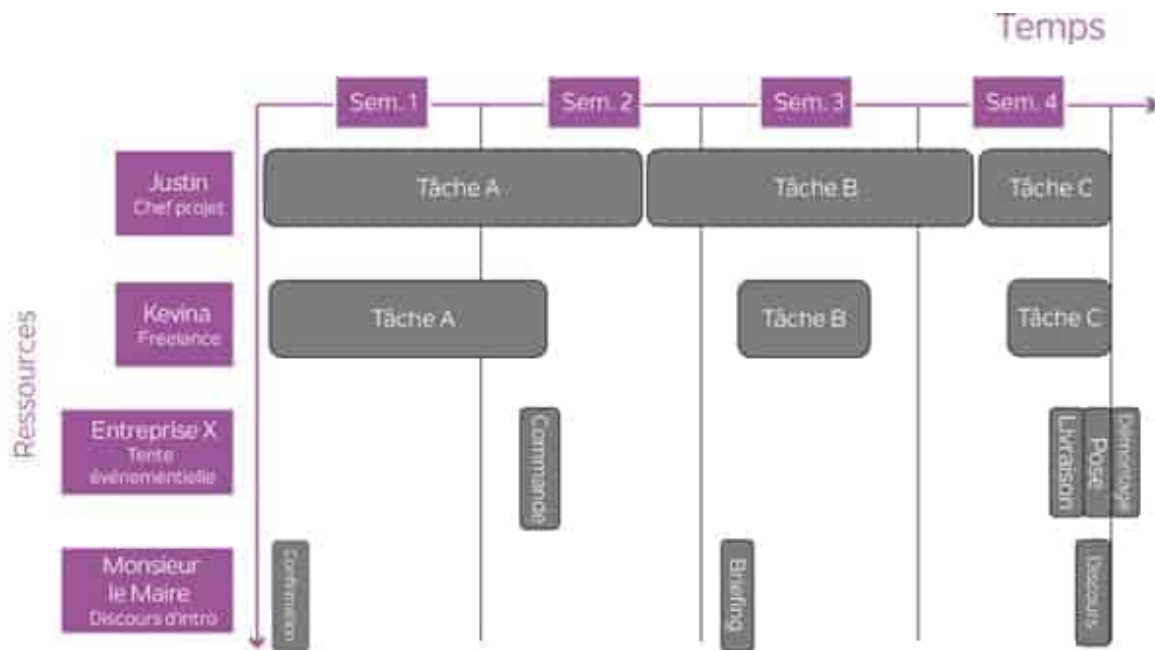 Temps
Sem. 1
Sem. 2
Sem. 3
Sem. 4
Ressources
Justin
Chef projet
Tâche A
Tâche B
Tâche C
Kevina
Freelance
Tâche A
Tâche B
Tâche C
Entreprise X
Tente
événementielle
Commande
Livraison
Pose
Démontage
Monsieur
le Maire
Discours d'intro
Confirmation
Briefing
Discours